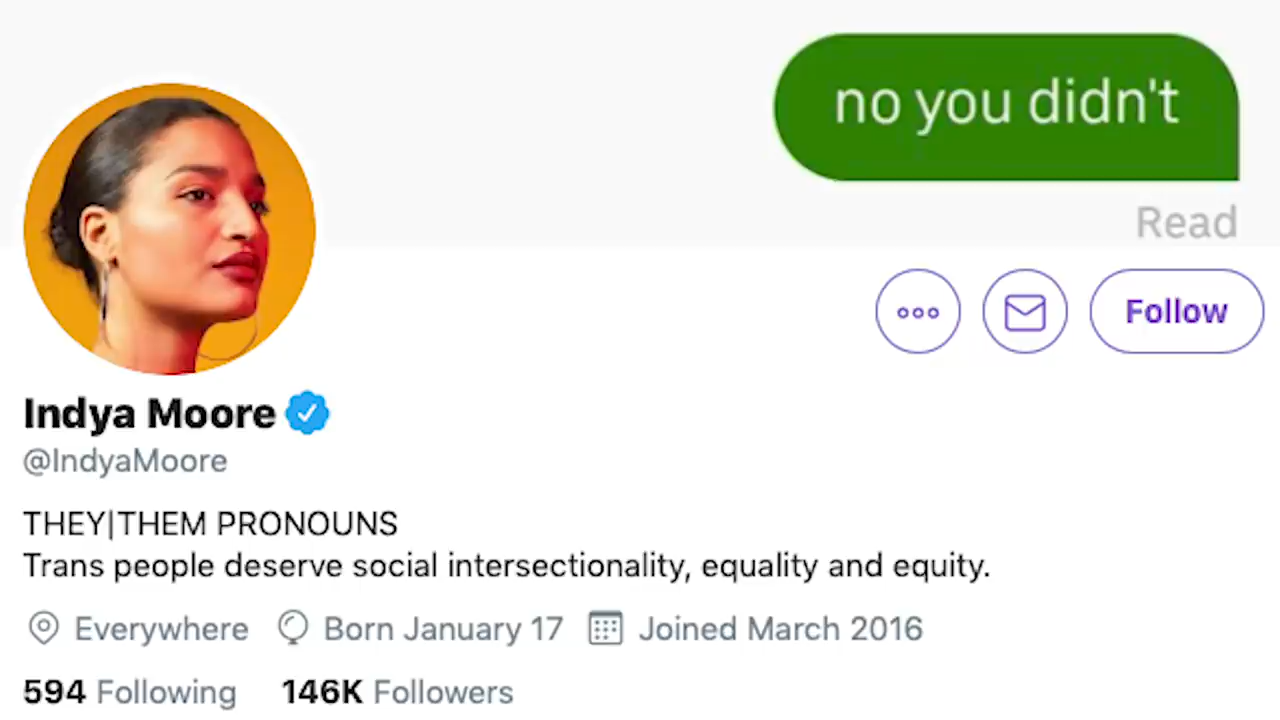 no you didn't
Read
Follow
Indya Moore
@IndyaMoore
THEY|THEM PRONOUNS
Trans people deserve social intersectionality, equality and equity.
Everywhere Born January 17 Joined March 2016
594 Following 146K Followers